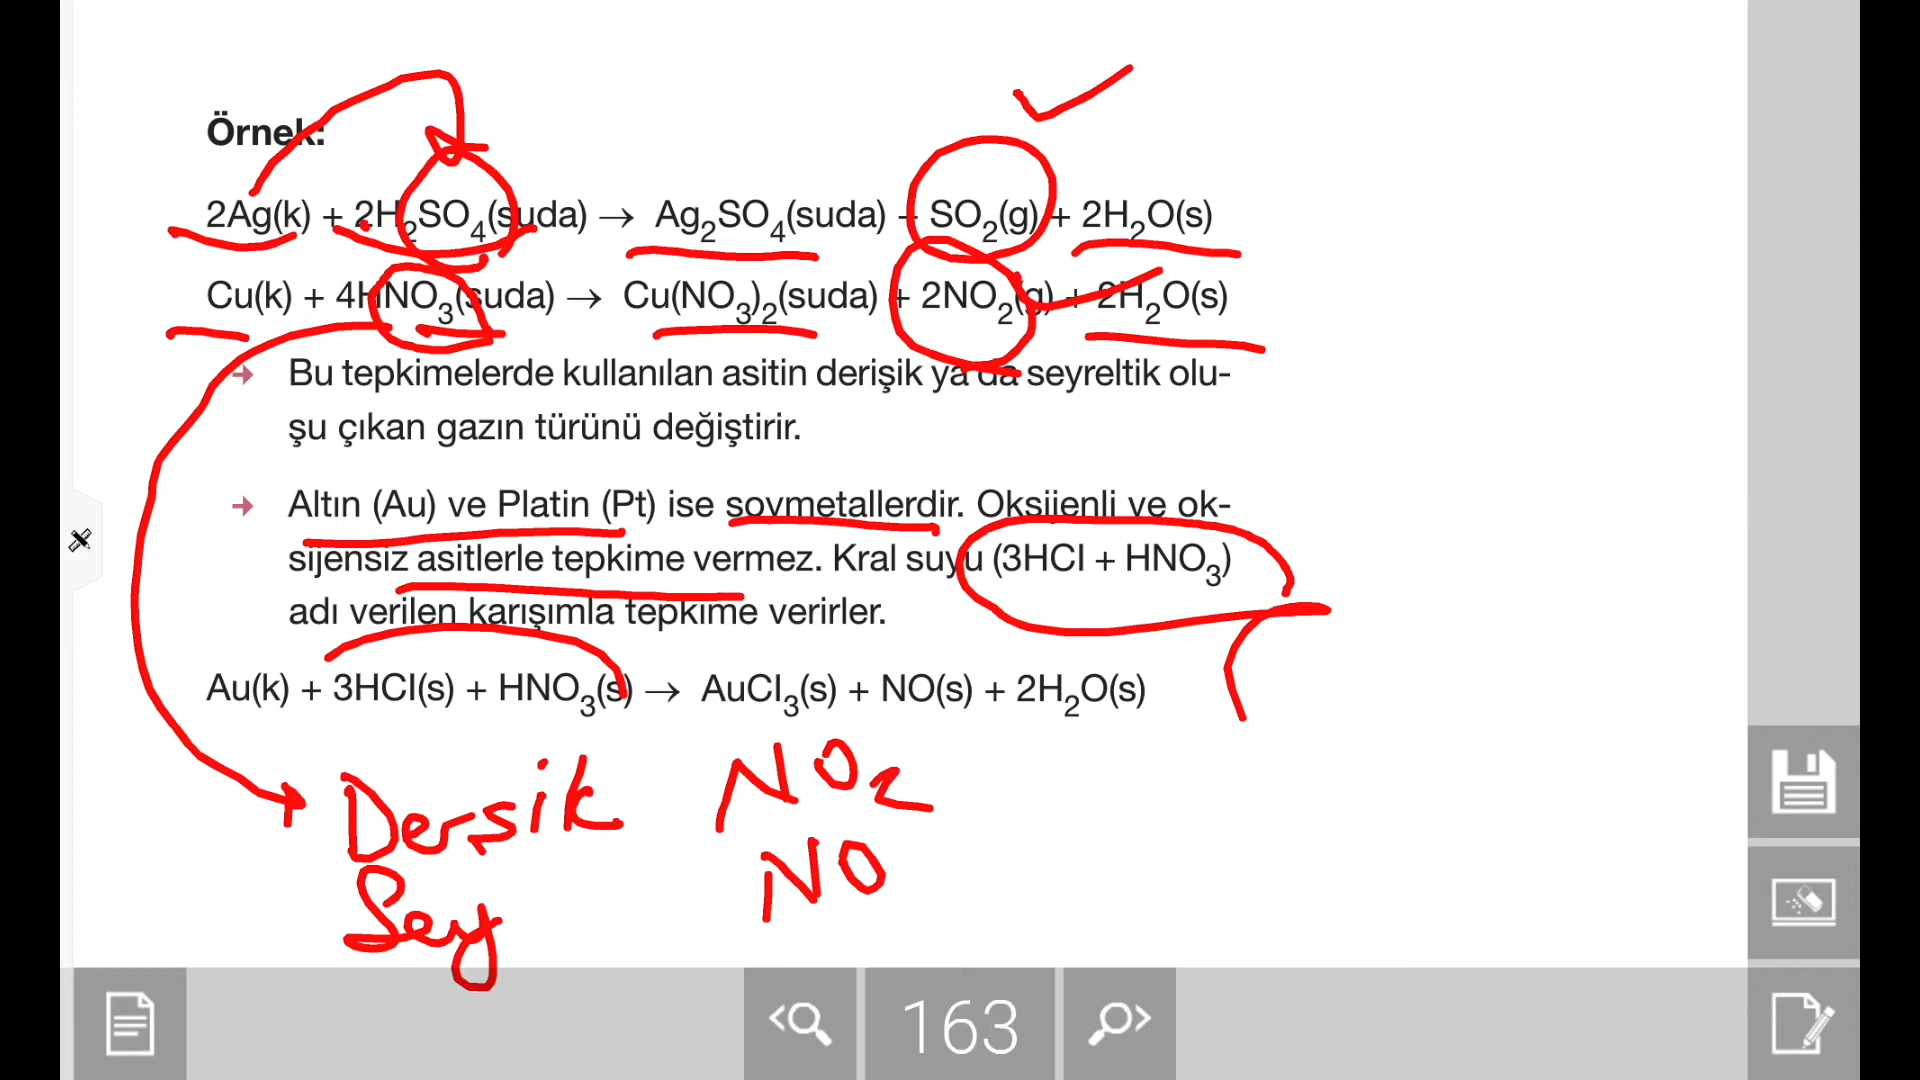 Örnek:
2Ag(k) + 2H₂SO₄(suda) → Ag₂SO₄(suda) + SO₂(g) + 2H₂O(s)
Cu(k) + 4HNO₃(suda) → Cu(NO₃)₂(suda) + 2NO₂(g) + 2H₂O(s)
→ Bu tepkimelerde kullanılan asitin derişik ya da seyreltik olu-
şu çıkan gazın türünü değiştirir.
→ Altın (Au) ve Platin (Pt) ise soymetallerdir. Oksijenli ve ok-
sijensiz asitlerle tepkime vermez. Kral suyu (3HCl + HNO₃)
adı verilen karışımla tepkime verirler.
Au(k) + 3HCl(s) + HNO₃(s) → AuCl₃(s) + NO(s) + 2H₂O(s)
Derşik NO₂
Sey NO
163